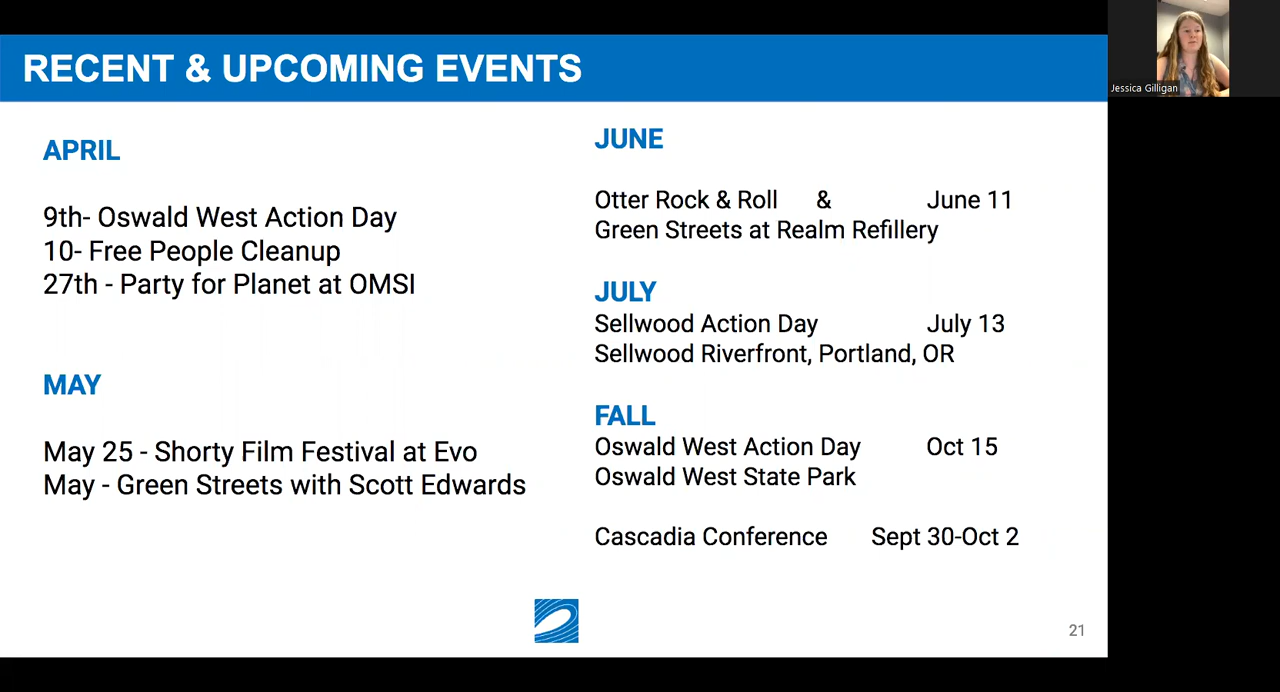 RECENT & UPCOMING EVENTS
APRIL
9th- Oswald West Action Day
10- Free People Cleanup
27th - Party for Planet at OMSI
MAY
May 25 - Shorty Film Festival at Evo
May - Green Streets with Scott Edwards
JUNE
Otter Rock & Roll & June 11
Green Streets at Realm Refillery
JULY
Sellwood Action Day July 13
Sellwood Riverfront, Portland, OR
FALL
Oswald West Action Day Oct 15
Oswald West State Park
Cascadia Conference Sept 30-Oct 2
21
Jessica Gilligan